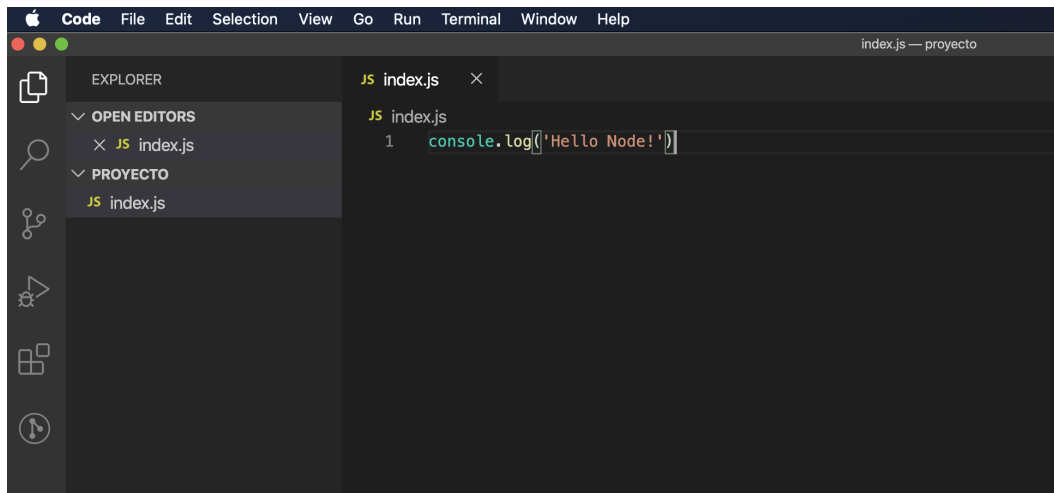 Code File Edit Selection View Go Run Terminal Window Help
index.js — proyecto
EXPLORER
OPEN EDITORS
JS index.js
PROYECTO
JS index.js
JS index.js
JS index.js
1 console.log('Hello Node!')